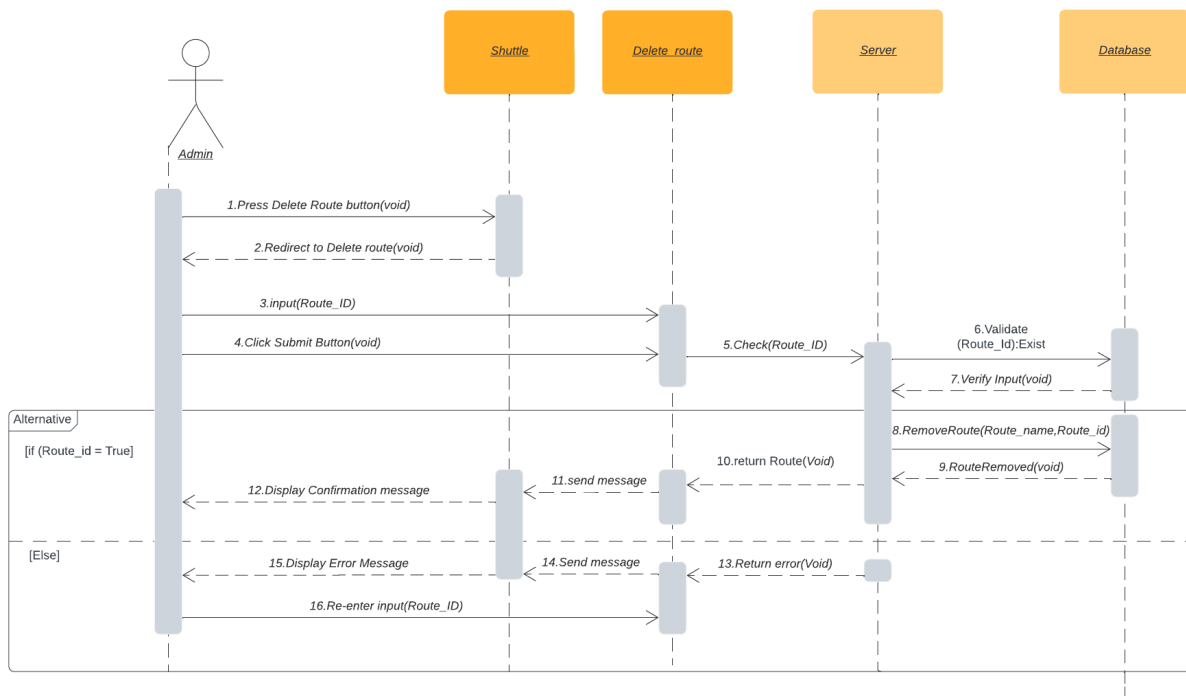 Shuttle
Delete_route
Server
Database
Admin
1.Press Delete Route button(void)
2.Redirect to Delete route(void)
3.input(Route_ID)
4.Click Submit Button(void)
5.Check(Route_ID)
6.Validate
(Route_Id):Exist
7.Verify Input(void)
Alternative
[if (Route_id = True]
8.RemoveRoute(Route_name,Route_id)
9.RouteRemoved(void)
10.return Route(Void)
11.send message
12.Display Confirmation message
[Else]
13.Return error(Void)
14.Send message
15.Display Error Message
16.Re-enter input(Route_ID)